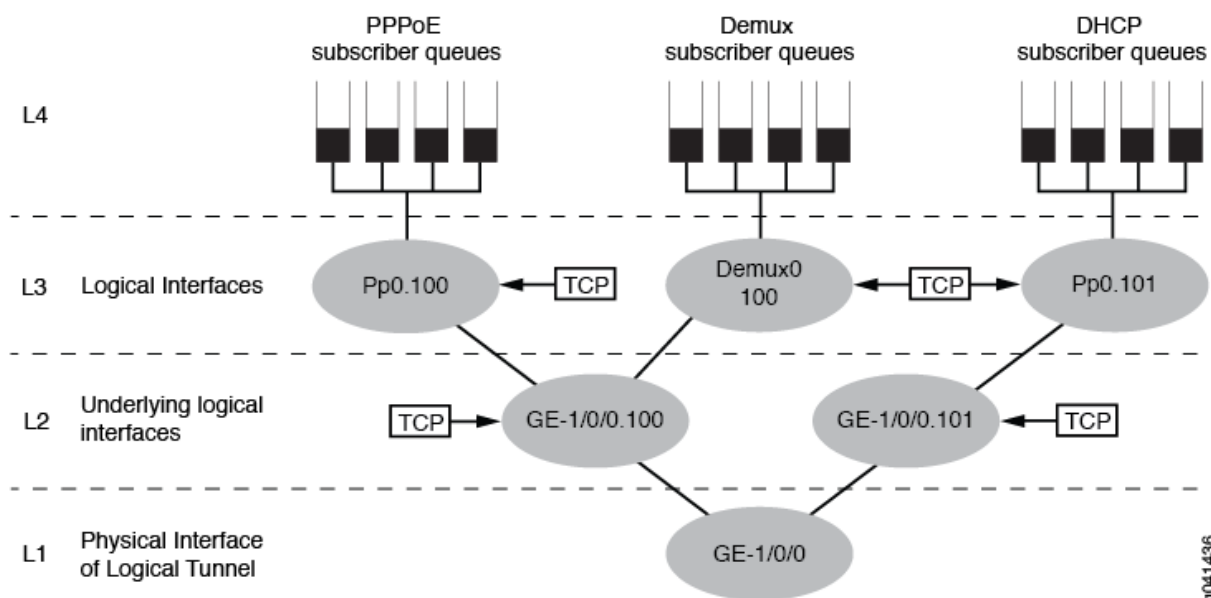 PPPoE
subscriber queues
Demux
subscriber queues
DHCP
subscriber queues
L4
L3
Logical Interfaces
Pp0.100
TCP
Demux0
100
TCP
Pp0.101
L2
Underlying logical
interfaces
TCP
GE-1/0/0.100
GE-1/0/0.101
TCP
L1
Physical Interface
of Logical Tunnel
GE-1/0/0
g041436